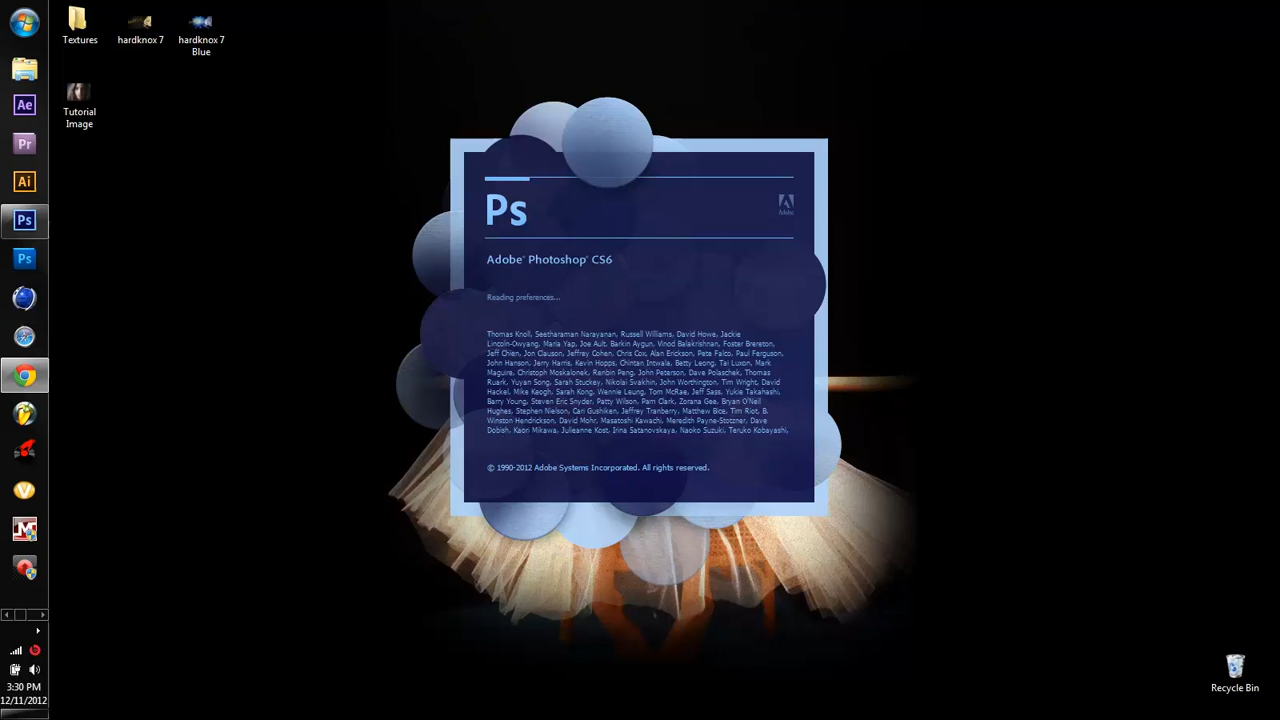 Textures
hardknox 7
hardknox 7
Blue
Tutorial
Image
Ae
Pr
Ai
Ps
Ps
3:30 PM
12/11/2012
Ps
Adobe
Adobe® Photoshop® CS6
Reading preferences...
Thomas Knoll, Seetharaman Narayanan, Russell Williams, David Howe, Jackie
Lincoln-Owyang, Maria Yap, Joe Ault, Barkin Aygun, Vinod Balakrishnan, Foster Brereton,
Jeff Chien, Jon Clauson, Jeffrey Cohen, Chris Cox, Alan Erickson, Pete Falco, Paul Ferguson,
John Hanson, Jerry Harris, Kevin Hopps, Chintan Intwala, Betty Leong, Tai Luxon, Mark
Maguire, Christoph Moskalonek, Renbin Peng, John Peterson, Dave Polaschek, Thomas
Ruark, Yuyan Song, Sarah Stuckey, Nikolai Svakhin, John Worthington, Tim Wright, David
Hackel, Mike Keogh, Sarah Kong, Wennie Leung, Tom McRae, Jeff Sass, Yukie Takahashi,
Barry Young, Steven Eric Snyder, Patty Wilson, Pam Clark, Zorana Gee, Bryan O'Neil
Hughes, Stephen Nielson, Cari Gushiken, Jeffrey Tranberry, Matthew Bice, Tim Riot, B.
Winston Hendrickson, David Mohr, Masatoshi Kawachi, Meredith Payne-Stotzner, Dave
Dobish, Kaori Mikawa, Julieanne Kost, Irina Satanovskaya, Naoko Suzuki, Teruko Kobayashi,
© 1990-2012 Adobe Systems Incorporated. All rights reserved.
Recycle Bin